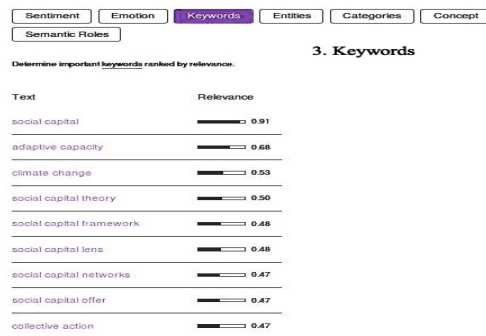 Sentiment Emotion Keywords Entities Categories Concept
Semantic Roles
3. Keywords
Determine important keywords ranked by relevance.
Text Relevance
social capital 0.91
adaptive capacity 0.68
climate change 0.53
social capital theory 0.50
social capital framework 0.48
social capital lens 0.48
social capital networks 0.47
social capital offer 0.47
collective action 0.47